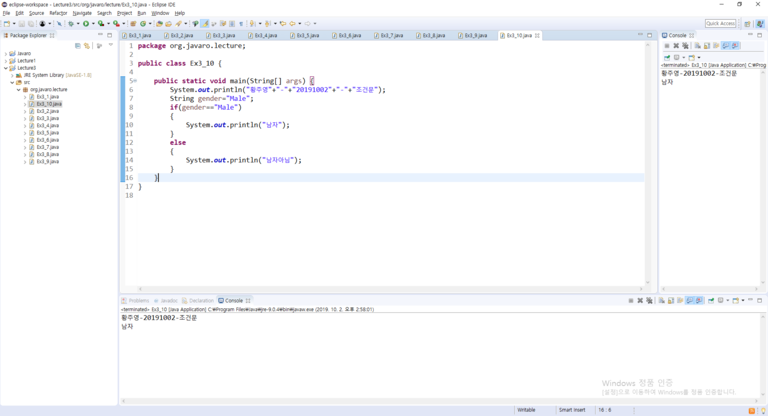 eclipse-workspace - Lecture3/src/org/javaro/lecture/Ex3_10.java - Eclipse IDE
File Edit Source Refactor Navigate Search Project Run Window Help
Quick Access
Package Explorer
Javaro
Lecture1
Lecture3
JRE System Library [JavaSE-1.8]
src
org.javaro.lecture
Ex3_1.java
Ex3_10.java
Ex3_2.java
Ex3_3.java
Ex3_4.java
Ex3_5.java
Ex3_6.java
Ex3_7.java
Ex3_8.java
Ex3_9.java
Ex3_1.java Ex3_2.java Ex3_3.java Ex3_4.java Ex3_5.java Ex3_6.java Ex3_7.java Ex3_8.java Ex3_9.java Ex3_10.java
1 package org.javaro.lecture;
2
3 public class Ex3_10 {
4
5 public static void main(String[] args) {
6 System.out.println("황주영"+"-"+"20191002"+"-"+"조건문");
7 String gender="Male";
8 if(gender=="Male")
9 {
10 System.out.println("남자");
11 }
12 else
13 {
14 System.out.println("남자아님");
15 }
16 }
17 }
18
Console
<terminated> Ex3_10 [Java Application] C:\Progra
황주영-20191002-조건문
남자
Problems Javadoc Declaration Console
<terminated> Ex3_10 [Java Application] C:\Program Files\Java\jre-9.0.4\bin\javaw.exe (2019. 10. 2. 오후 2:58:01)
황주영-20191002-조건문
남자
Windows 정품 인증
[설정]으로 이동하여 Windows를 정품 인증합니다.
Writable Smart Insert 16 : 6